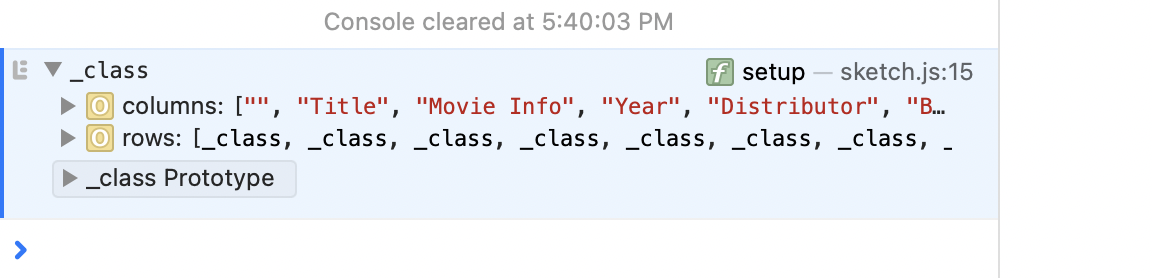 Console cleared at 5:40:03 PM
_class setup — sketch.js:15
columns: ["", "Title", "Movie Info", "Year", "Distributor", "B…
rows: [_class, _class, _class, _class, _class, _class, _class, _
_class Prototype